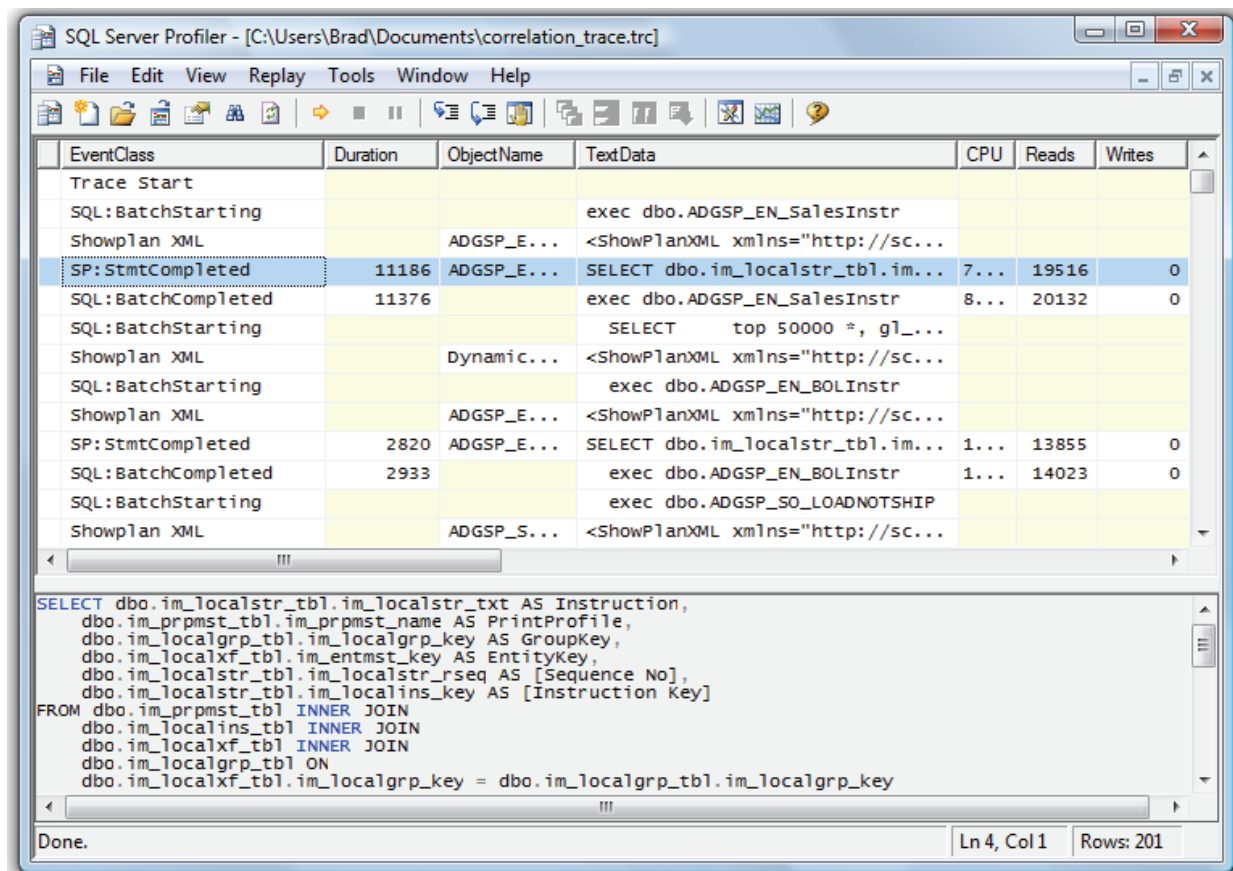 SQL Server Profiler - [C:\Users\Brad\Documents\correlation_trace.trc]
File Edit View Replay Tools Window Help
EventClass Duration ObjectName TextData CPU Reads Writes
Trace Start
SQL:BatchStarting exec dbo.ADGSP_EN_SalesInstr
Showplan XML ADGSP_E... <ShowPlanXML xmlns="http://sc...
SP:StmtCompleted 11186 ADGSP_E... SELECT dbo.im_localstr_tbl.im... 7... 19516 0
SQL:BatchCompleted 11376 exec dbo.ADGSP_EN_SalesInstr 8... 20132 0
SQL:BatchStarting SELECT top 50000 *, gl_...
Showplan XML Dynamic... <ShowPlanXML xmlns="http://sc...
SQL:BatchStarting exec dbo.ADGSP_EN_BOLInstr
Showplan XML ADGSP_E... <ShowPlanXML xmlns="http://sc...
SP:StmtCompleted 2820 ADGSP_E... SELECT dbo.im_localstr_tbl.im... 1... 13855 0
SQL:BatchCompleted 2933 exec dbo.ADGSP_EN_BOLInstr 1... 14023 0
SQL:BatchStarting exec dbo.ADGSP_SO_LOADNOTSHIP
Showplan XML ADGSP_S... <ShowPlanXML xmlns="http://sc...
SELECT dbo.im_localstr_tbl.im_localstr_txt AS Instruction,
dbo.im_prpmst_tbl.im_prpmst_name AS PrintProfile,
dbo.im_localgrp_tbl.im_localgrp_key AS GroupKey,
dbo.im_localxf_tbl.im_entmst_key AS EntityKey,
dbo.im_localstr_tbl.im_localstr_rseq AS [Sequence No],
dbo.im_localstr_tbl.im_localins_key AS [Instruction Key]
FROM dbo.im_prpmst_tbl INNER JOIN
dbo.im_localins_tbl INNER JOIN
dbo.im_localxf_tbl INNER JOIN
dbo.im_localgrp_tbl ON
dbo.im_localxf_tbl.im_localgrp_key = dbo.im_localgrp_tbl.im_localgrp_key
Done. Ln 4, Col 1 Rows: 201